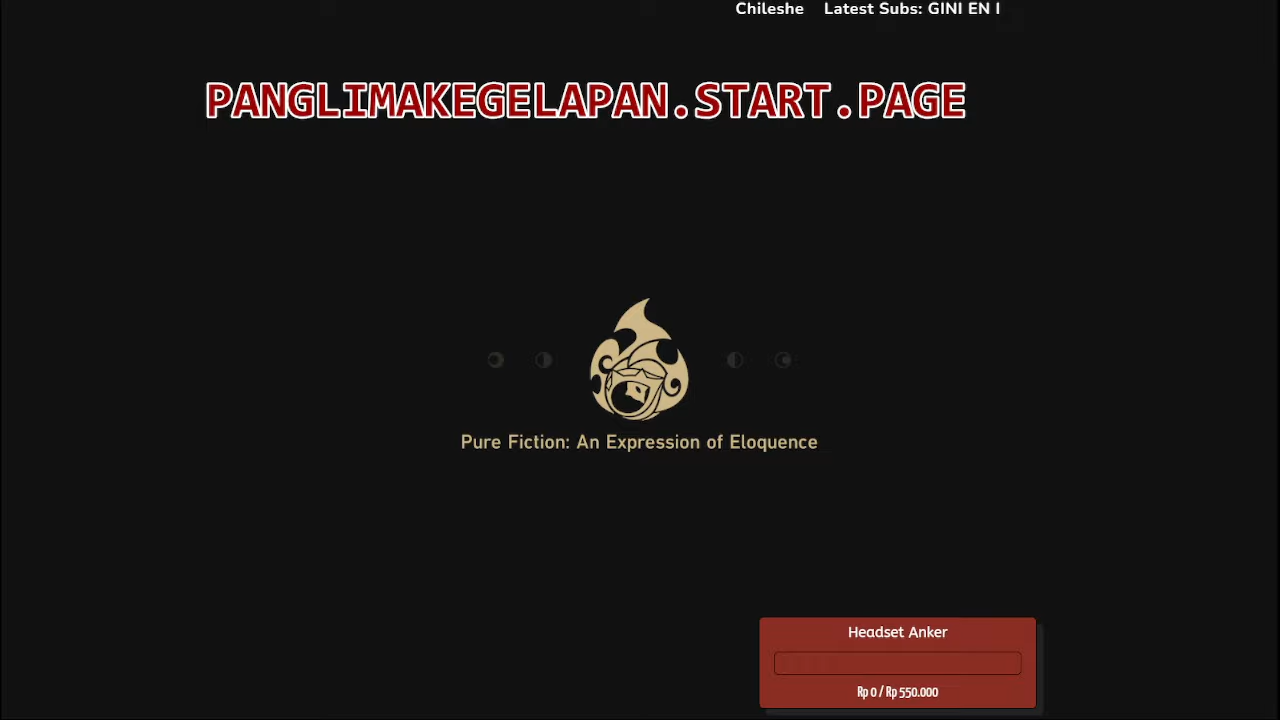 Chileshe Latest Subs: GINI EN I
PANGLIMAKEGELAPAN.START.PAGE
Pure Fiction: An Expression of Eloquence
Headset Anker
Rp 0 / Rp 550.000